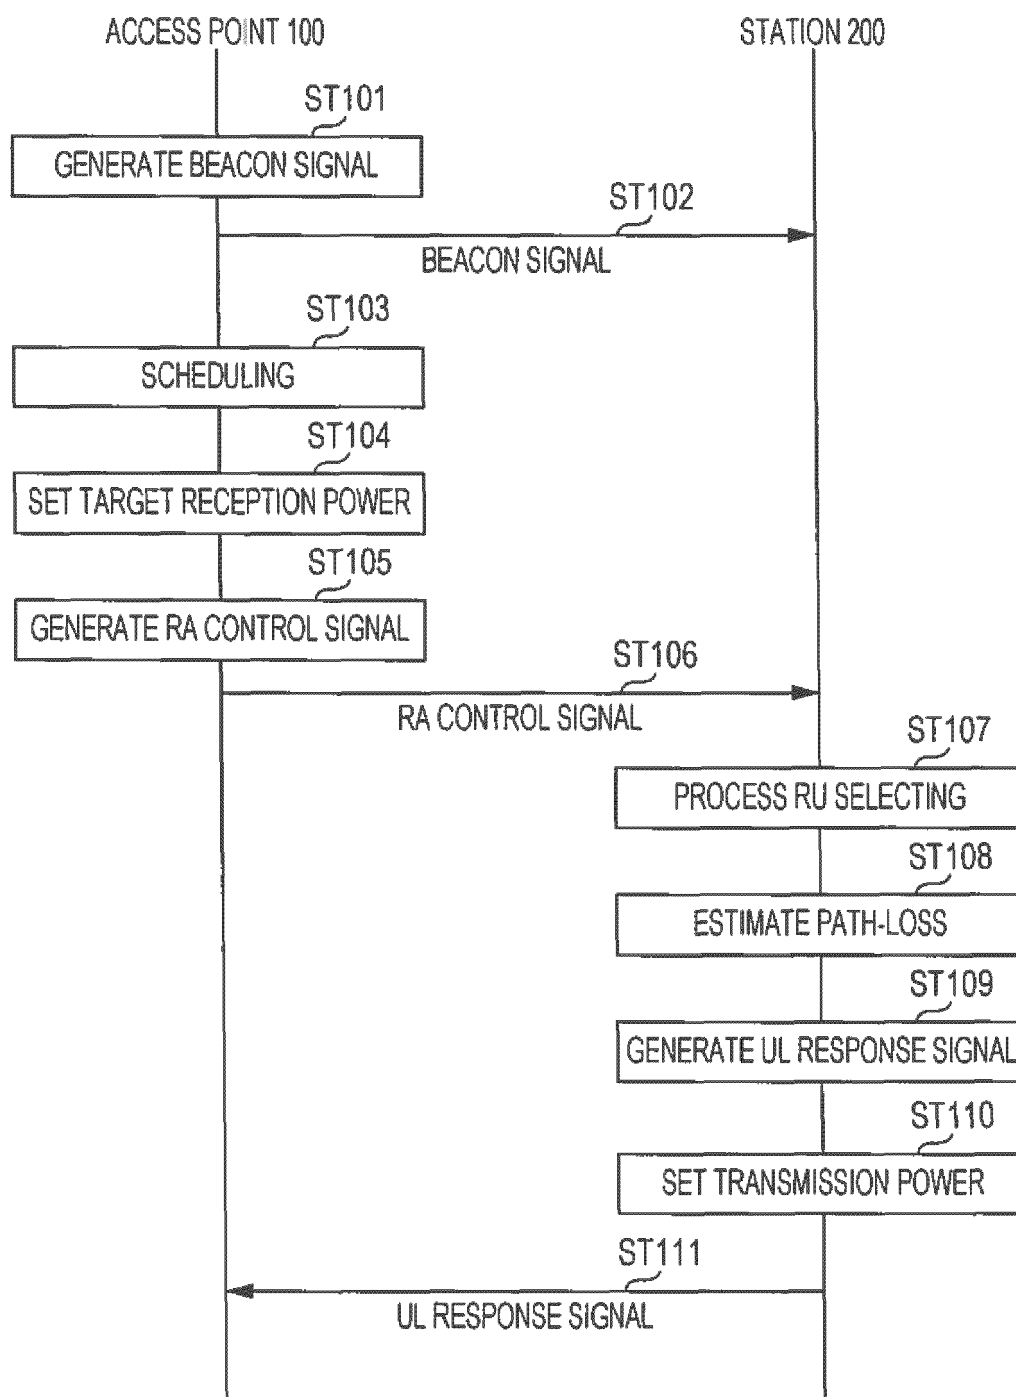 ACCESS POINT 100
STATION 200
ST101
GENERATE BEACON SIGNAL
ST102
BEACON SIGNAL
ST103
SCHEDULING
ST104
SET TARGET RECEPTION POWER
ST105
GENERATE RA CONTROL SIGNAL
ST106
RA CONTROL SIGNAL
ST107
PROCESS RU SELECTING
ST108
ESTIMATE PATH-LOSS
ST109
GENERATE UL RESPONSE SIGNAL
ST110
SET TRANSMISSION POWER
ST111
UL RESPONSE SIGNAL